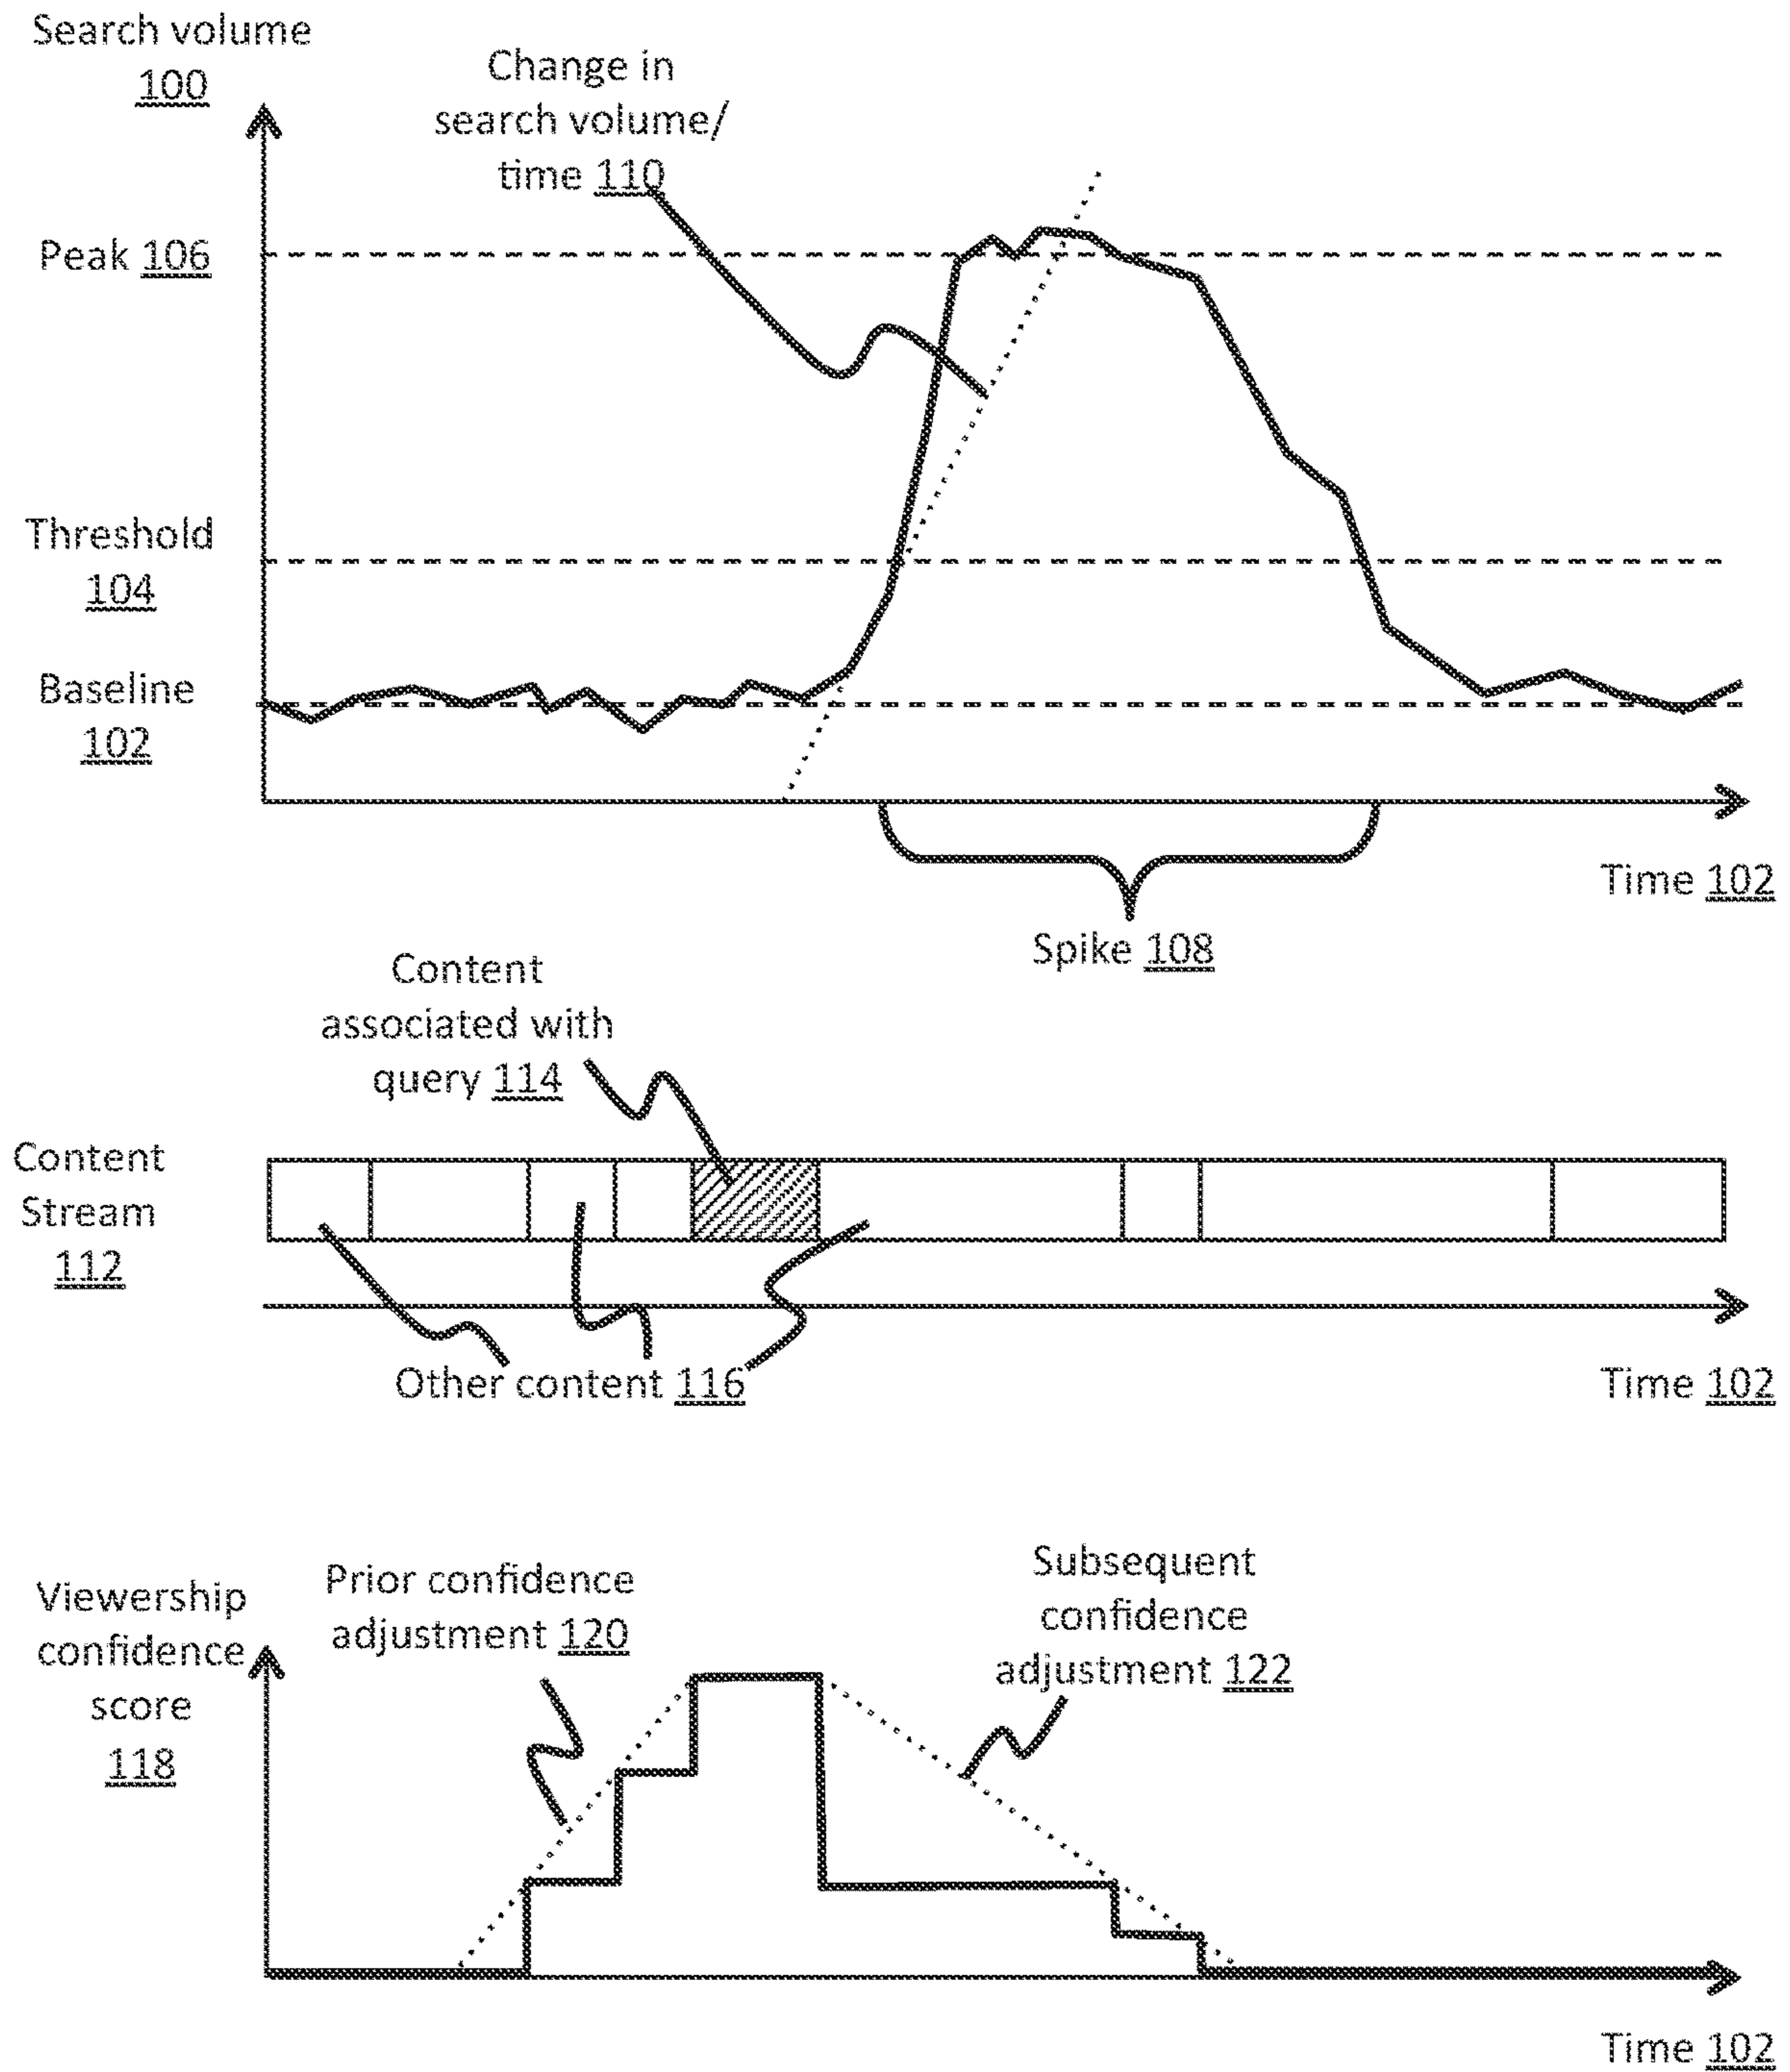 Search volume
100
Change in
search volume/
time 110
Peak 106
Threshold
104
Baseline
102
Time 102
Spike 108
Content
associated with
query 114
Content
Stream
112
Other content 116
Time 102
Viewership
confidence
score
118
Prior confidence
adjustment 120
Subsequent
confidence
adjustment 122
Time 102